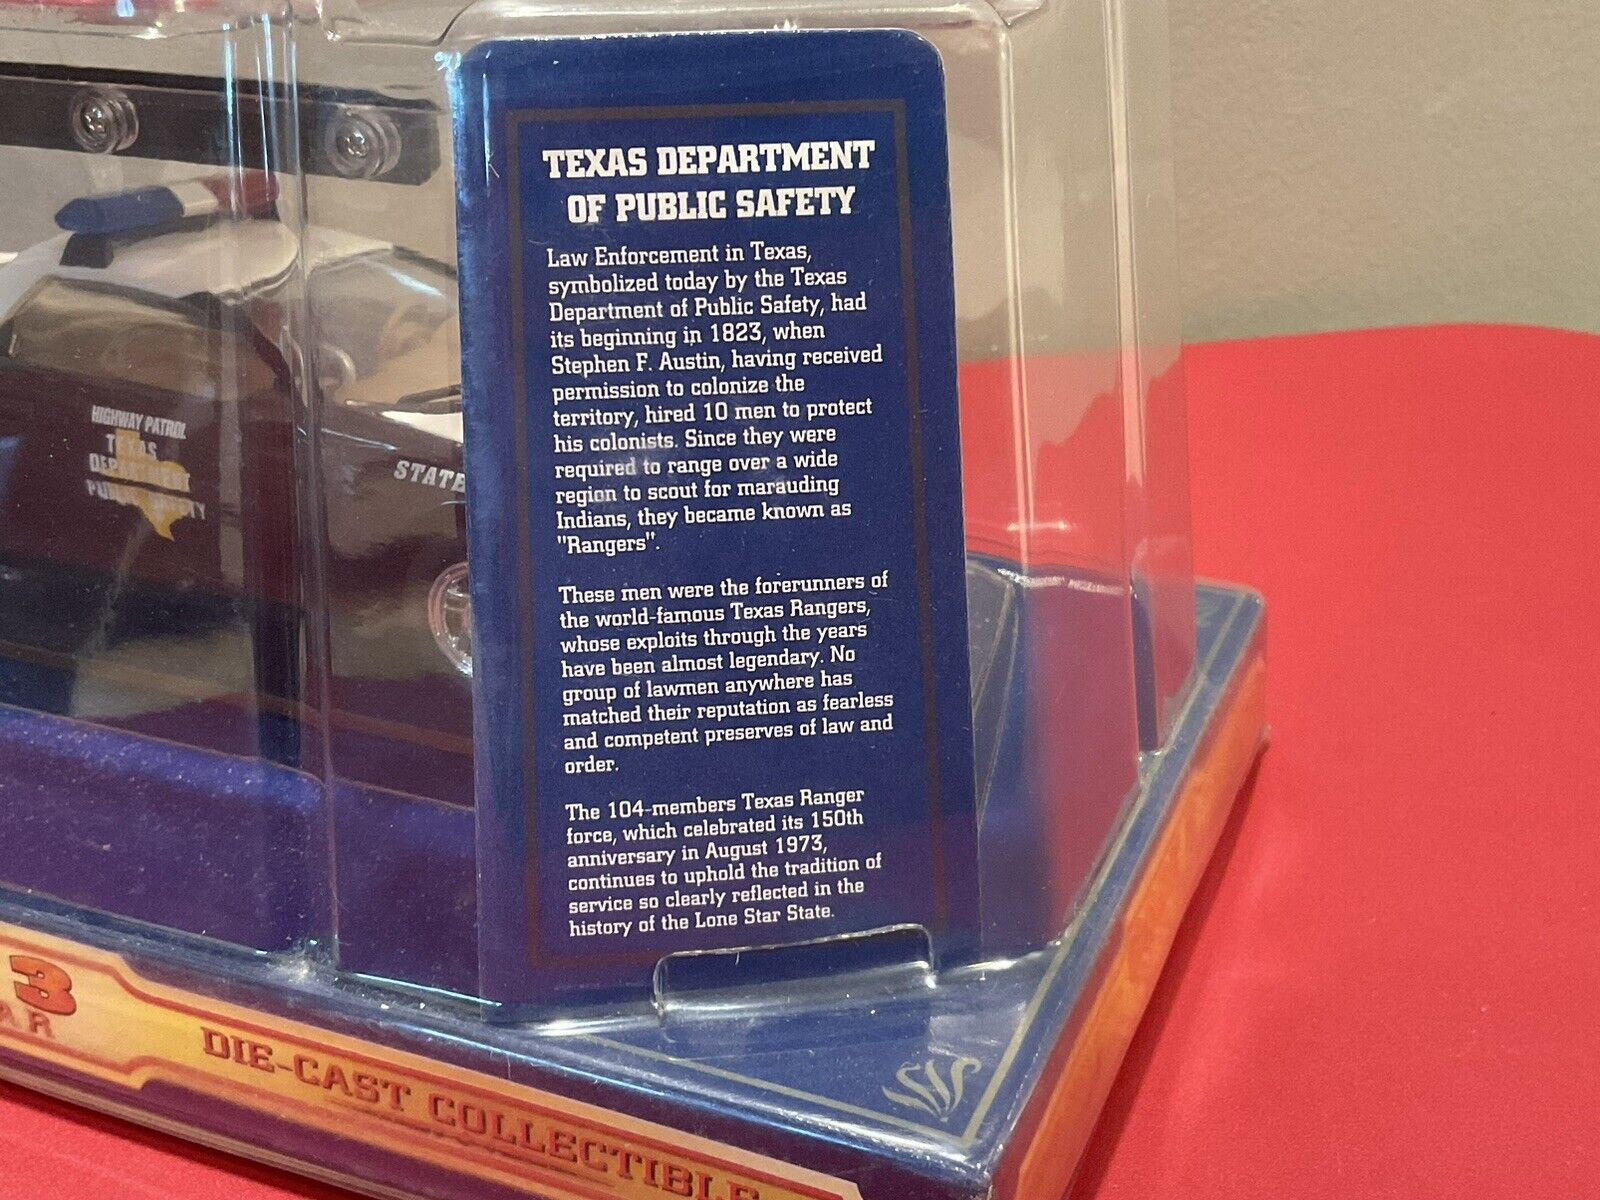 TEXAS DEPARTMENT
OF PUBLIC SAFETY
Law Enforcement in Texas,
symbolized today by the Texas
Department of Public Safety, had
its beginning in 1823, when
Stephen F. Austin, having received
permission to colonize the
territory, hired 10 men to protect
his colonists. Since they were
required to range over a wide
region to scout for marauding
Indians, they became known as
"Rangers".
These men were the forerunners of
the world-famous Texas Rangers,
whose exploits through the years
have been almost legendary. No
group of lawmen anywhere has
matched their reputation as fearless
and competent preserves of law and
order.
The 104-members Texas Ranger
force, which celebrated its 150th
anniversary in August 1973,
continues to uphold the tradition of
service so clearly reflected in the
history of the Lone Star State.
HIGHWAY PATROL
TEXAS
DEPARTMENT
PUBLIC SAFETY
STATE
3
AR
DIE-CAST COLLECTIBLE